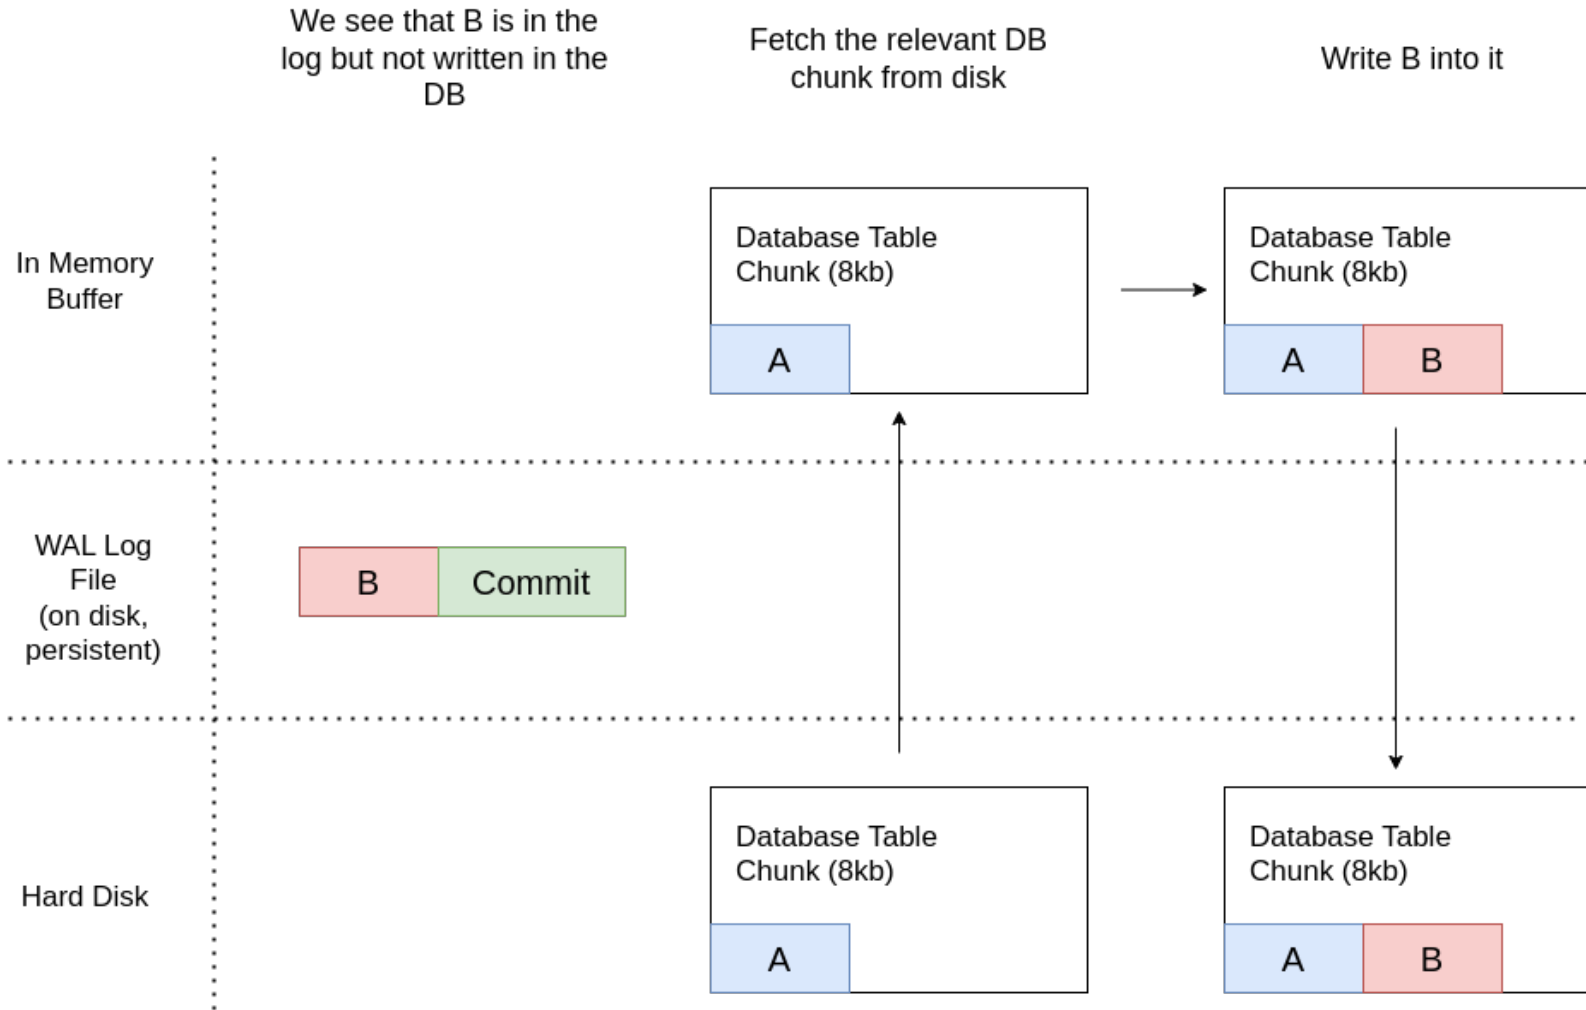 We see that B is in the
log but not written in the
DB
Fetch the relevant DB
chunk from disk
Write B into it
In Memory
Buffer
Database Table
Chunk (8kb)
A
Database Table
Chunk (8kb)
A
B
WAL Log
File
(on disk,
persistent)
B
Commit
Hard Disk
Database Table
Chunk (8kb)
A
Database Table
Chunk (8kb)
A
B